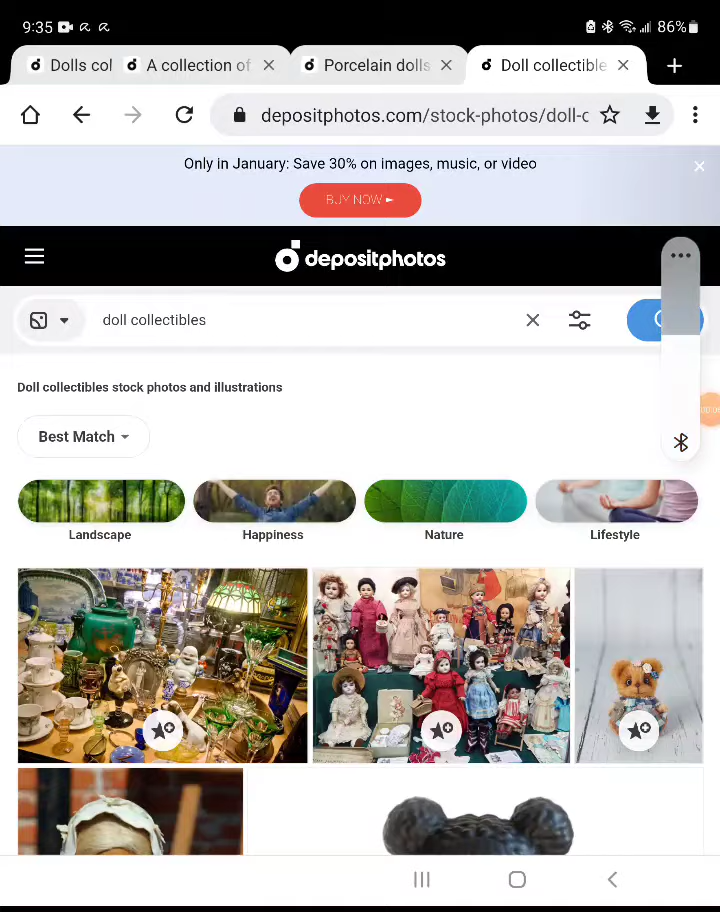 9:35 86%
Dolls col A collection of Porcelain dolls Doll collectible
depositphotos.com/stock-photos/doll-c
Only in January: Save 30% on images, music, or video
BUY NOW
depositphotos
doll collectibles
Doll collectibles stock photos and illustrations
Best Match
Landscape Happiness Nature Lifestyle